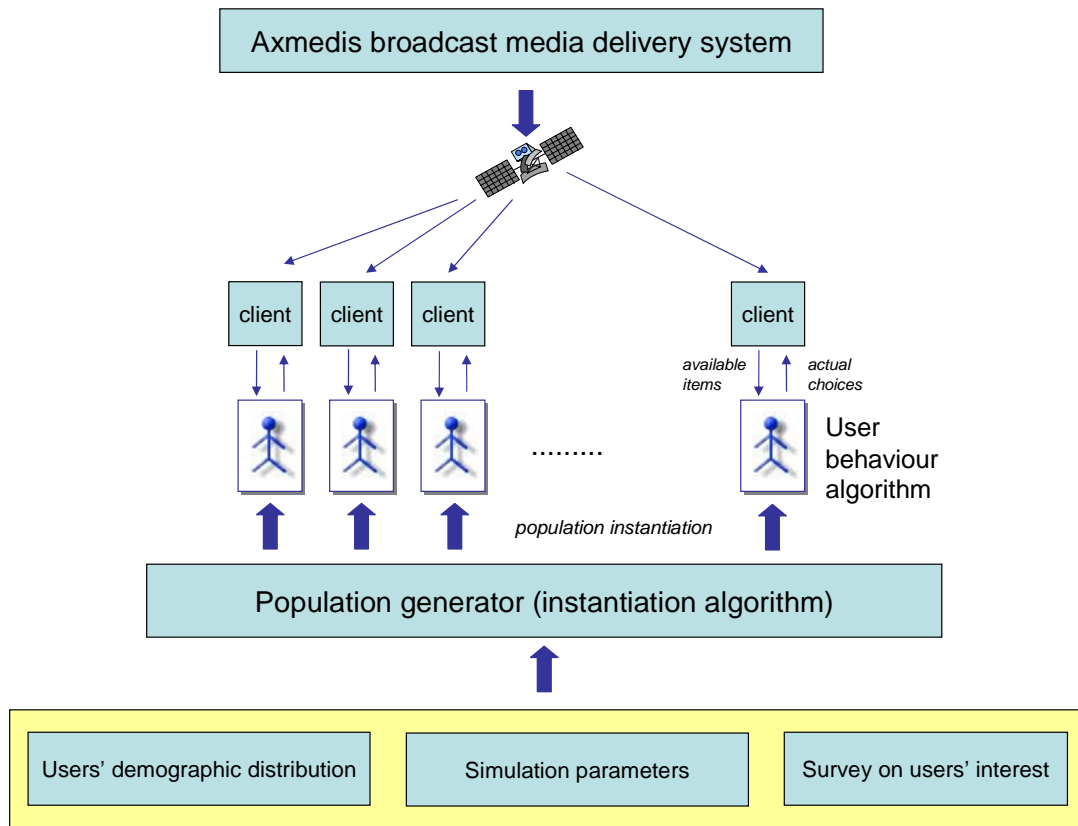 Axmedis broadcast media delivery system
client
client
client
client
available
items
actual
choices
User
behaviour
algorithm
.........
population instantiation
Population generator (instantiation algorithm)
Users’ demographic distribution
Simulation parameters
Survey on users’ interest